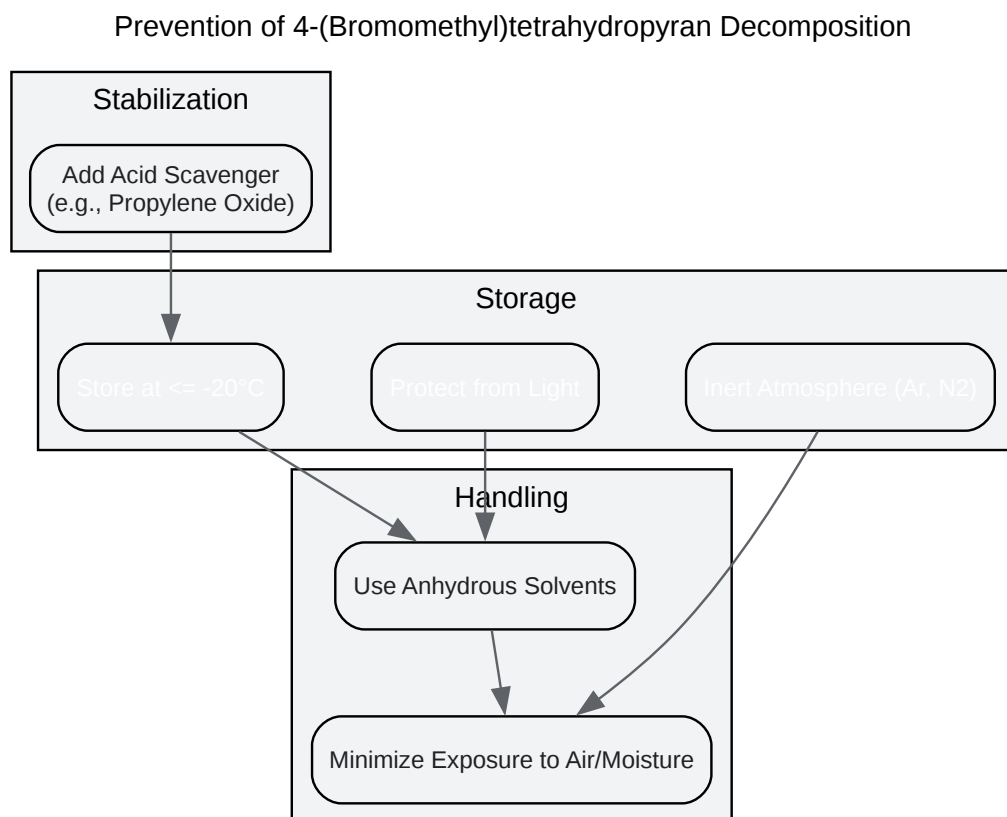 Prevention of 4-(Bromomethyl)tetrahydropyran Decomposition
Stabilization
Add Acid Scavenger
(e.g., Propylene Oxide)
Storage
Store at <= -20°C
Protect from Light
Inert Atmosphere (Ar, N2)
Handling
Use Anhydrous Solvents
Minimize Exposure to Air/Moisture